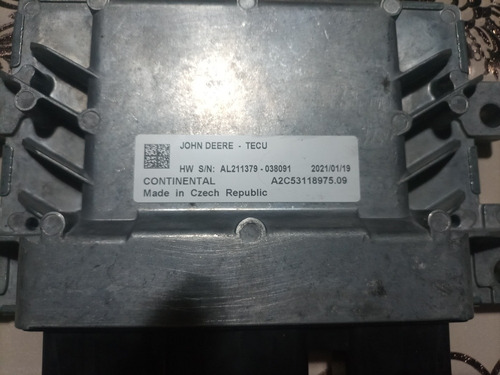 JOHN DEERE - TECU
HW S/N: AL211379 - 038091 2021/01/19
CONTINENTAL A2C53118975.09
Made in Czech Republic